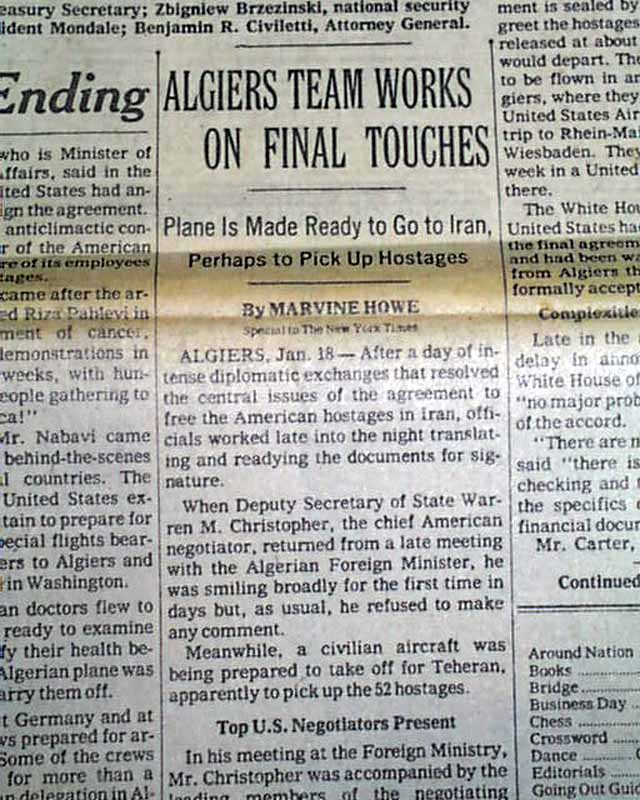 easury Secretary; Zbigniew Brzezinski, national security
ident Mondale; Benjamin R. Civiletti, Attorney General.
Ending
who is Minister of
Affairs, said in the
ited States had an-
ign the agreement.
anticlimactic con-
r of the American
re of its employees
tages.
came after the ar-
ed Riza Pahlevi in
ment of cancer,
demonstrations in
weeks, with hun-
people gathering to
ca!"
Mr. Nabavi came
behind-the-scenes
l countries. The
United States ex-
tain to prepare for
pecial flights bear-
ers to Algiers and
in Washington.
an doctors flew to
ready to examine
fy their health be-
Algerian plane was
arry them off.
t Germany and at
ws prepared for ar-
Some of the crews
for more than a
n delegation in Al-
ALGIERS TEAM WORKS
ON FINAL TOUCHES
Plane Is Made Ready to Go to Iran,
Perhaps to Pick Up Hostages
By MARVINE HOWE
Special to The New York Times
ALGIERS, Jan. 18 — After a day of in-
tense diplomatic exchanges that resolved
the central issues of the agreement to
free the American hostages in Iran, offi-
cials worked late into the night translat-
ing and readying the documents for sig-
nature.
When Deputy Secretary of State War-
ren M. Christopher, the chief American
negotiator, returned from a late meeting
with the Algerian Foreign Minister, he
was smiling broadly for the first time in
days but, as usual, he refused to make
any comment.
Meanwhile, a civilian aircraft was
being prepared to take off for Teheran,
apparently to pick up the 52 hostages.
Top U.S. Negotiators Present
In his meeting at the Foreign Ministry,
Mr. Christopher was accompanied by the
leading members of the negotiating
ment is sealed by
greet the hostages
released at about
would depart. The
to be flown in an
giers, where they
United States Air
trip to Rhein-Mai
Wiesbaden. They
week in a United
there.
The White Hou
United States had
the final agreem
and had been wa
from Algiers th
formally accept
Complexitie
Late in the
delay in anno
White House of
"no major prob
of the accord.
"There are n
said "there is
checking and t
the specifics o
financial docu
Mr. Carter,
Continued
Around Nation
Books
Bridge
Business Day
Chess
Crossword
Dance
Editorials
Going Out Guid